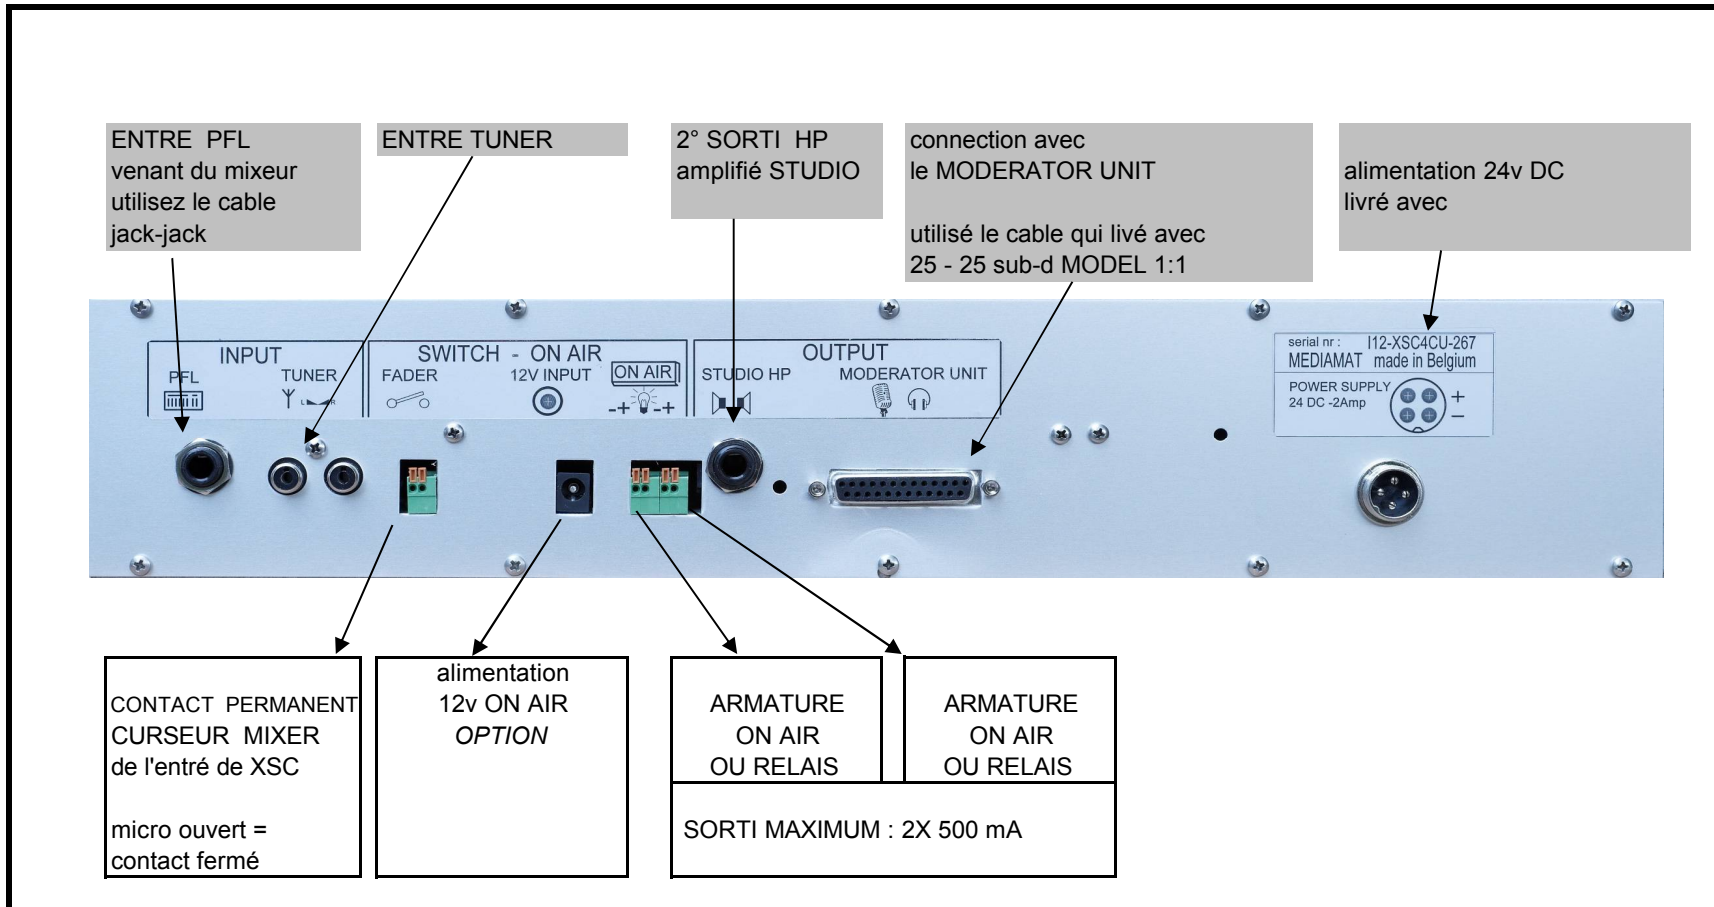 ENTRE PFL
venant du mixeur
utilisez le cable
jack-jack
ENTRE TUNER
2° SORTI HP
amplifié STUDIO
connection avec
le MODERATOR UNIT
utilisé le cable qui livé avec
25 - 25 sub-d MODEL 1:1
alimentation 24v DC
livré avec
INPUT
PFL
TUNER
L R
SWITCH - ON AIR
FADER
12V INPUT
ON AIR
-+ -+
OUTPUT
STUDIO HP
MODERATOR UNIT
serial nr : I12-XSC4CU-267
MEDIAMAT made in Belgium
POWER SUPPLY
24 DC -2Amp
+
−
CONTACT PERMANENT
CURSEUR MIXER
de l'entré de XSC
micro ouvert =
contact fermé
alimentation
12v ON AIR
OPTION
ARMATURE
ON AIR
OU RELAIS
ARMATURE
ON AIR
OU RELAIS
SORTI MAXIMUM : 2X 500 mA